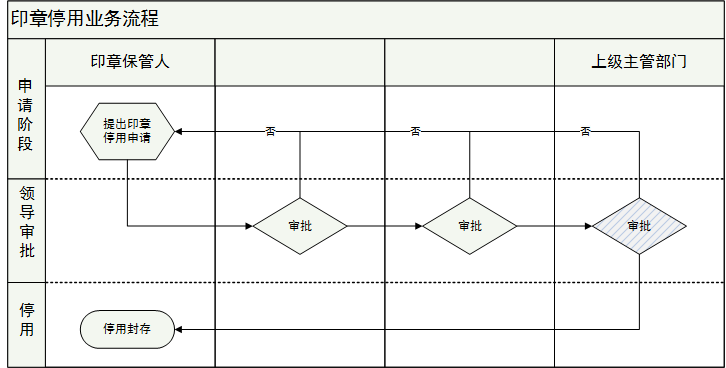 印章停用业务流程
印章保管人
上级主管部门
申请阶段
提出印章
停用申请
否
否
否
领导审批
审批
审批
审批
停用
停用封存